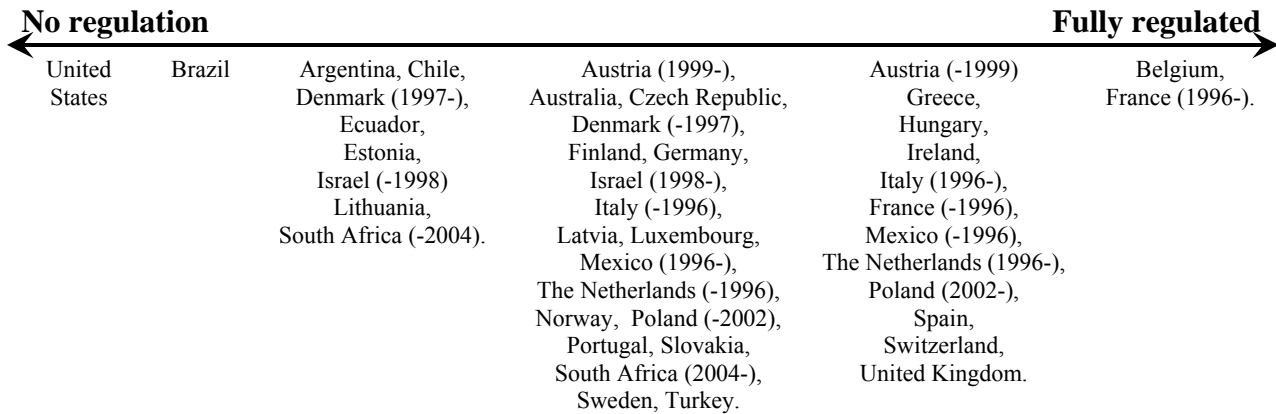 No regulation
Fully regulated
United
States
Brazil
Argentina, Chile,
Denmark (1997-),
Ecuador,
Estonia,
Israel (-1998)
Lithuania,
South Africa (-2004).
Austria (1999-),
Australia, Czech Republic,
Denmark (-1997),
Finland, Germany,
Israel (1998-),
Italy (-1996),
Latvia, Luxembourg,
Mexico (1996-),
The Netherlands (-1996),
Norway, Poland (-2002),
Portugal, Slovakia,
South Africa (2004-),
Sweden, Turkey.
Austria (-1999)
Greece,
Hungary,
Ireland,
Italy (1996-),
France (-1996),
Mexico (-1996),
The Netherlands (1996-),
Poland (2002-),
Spain,
Switzerland,
United Kingdom.
Belgium,
France (1996-).